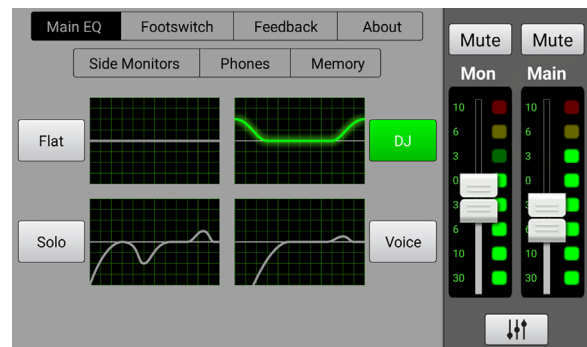 Main EQ Footswitch Feedback About
Side Monitors Phones Memory
Flat
DJ
Solo
Voice
Mute Mute
Mon Main
10 10
6 6
3 3
0 0
3 3
6 6
10 10
30 30